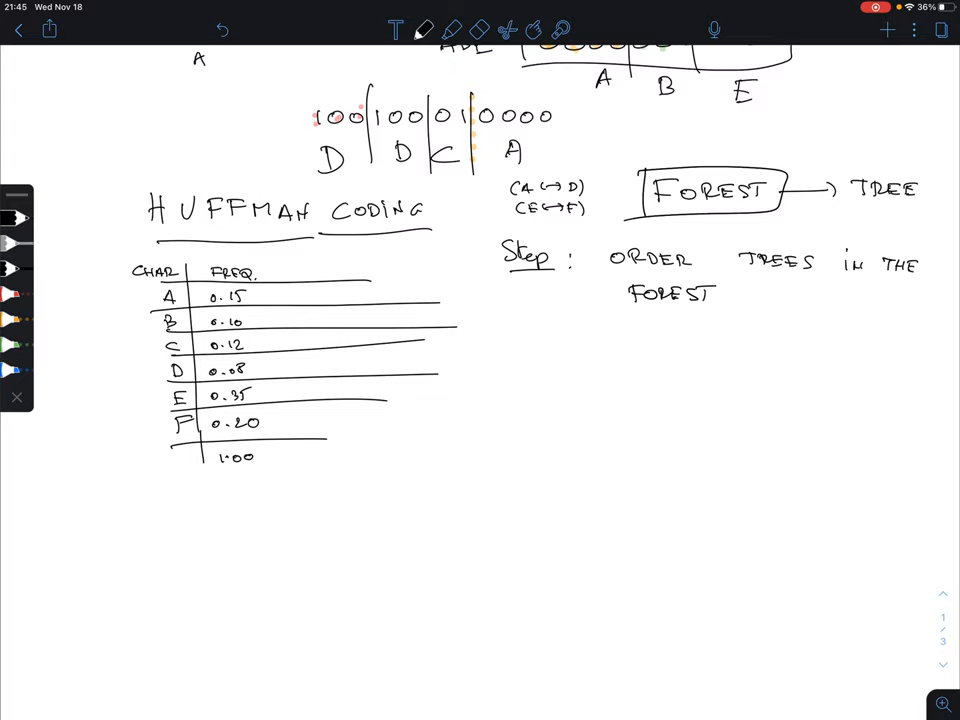 21:45 Wed Nov 18
36%
A
A B E
100 100 01 0000
D D C A
(A ↔ D)
(E ↔ F)
FOREST → TREE
HUFFMAN CODING
Step : ORDER TREES IN THE
FOREST
CHAR FREQ.
A 0.15
B 0.10
C 0.12
D 0.08
E 0.35
F 0.20
1.00
1
/
3